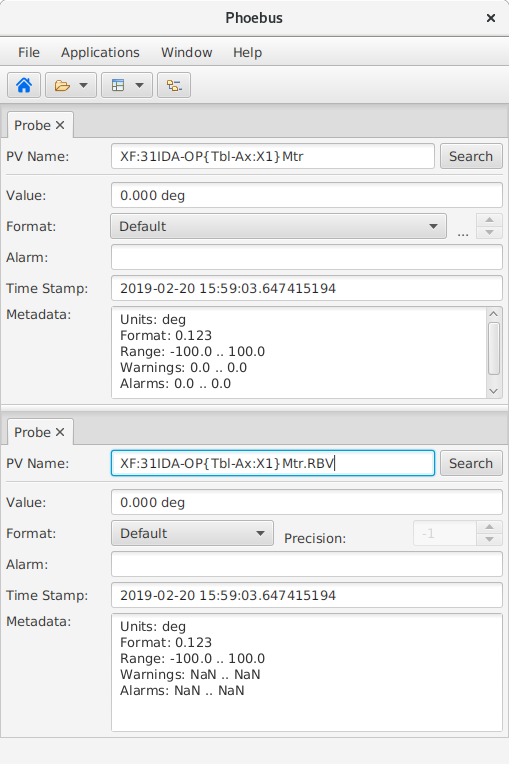 Phoebus
File Applications Window Help
Probe
PV Name: XF:31IDA-OP{Tbl-Ax:X1}Mtr Search
Value: 0.000 deg
Format: Default ...
Alarm:
Time Stamp: 2019-02-20 15:59:03.647415194
Metadata: Units: deg
Format: 0.123
Range: -100.0 .. 100.0
Warnings: 0.0 .. 0.0
Alarms: 0.0 .. 0.0
Probe
PV Name: XF:31IDA-OP{Tbl-Ax:X1}Mtr.RBV Search
Value: 0.000 deg
Format: Default Precision: -1
Alarm:
Time Stamp: 2019-02-20 15:59:03.647415194
Metadata: Units: deg
Format: 0.123
Range: -100.0 .. 100.0
Warnings: NaN .. NaN
Alarms: NaN .. NaN